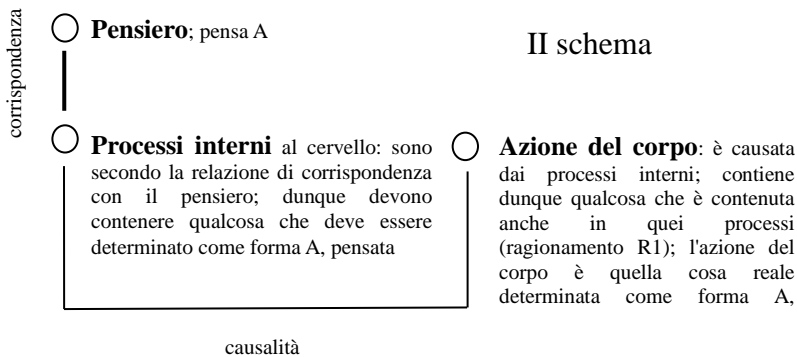 corrispondenza
Pensiero; pensa A
II schema
Processi interni al cervello: sono
secondo la relazione di corrispondenza
con il pensiero; dunque devono
contenere qualcosa che deve essere
determinato come forma A, pensata
Azione del corpo: è causata
dai processi interni; contiene
dunque qualcosa che è contenuta
anche in quei processi
(ragionamento R1); l'azione del
corpo è quella cosa reale
determinata come forma A,
causalità